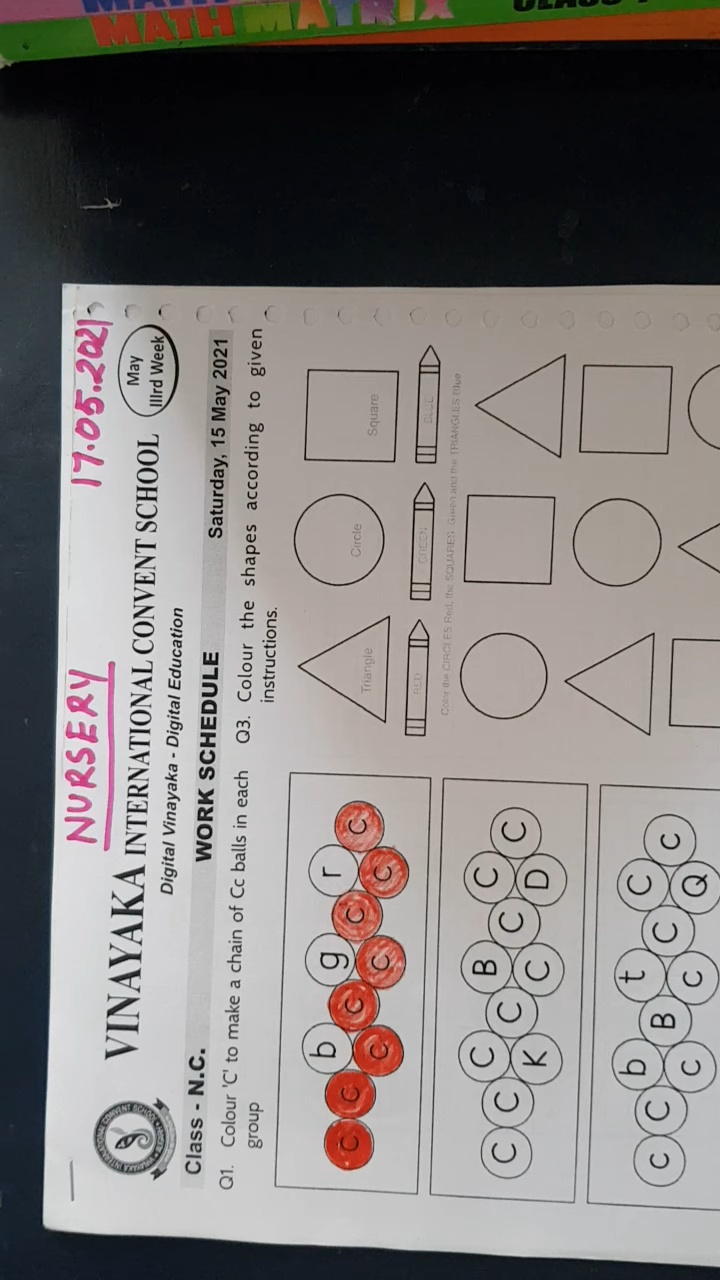 MATH MATRIX
NURSERY 17.05.2021
VINAYAKA INTERNATIONAL CONVENT SCHOOL
May
IIIrd Week
Digital Vinayaka - Digital Education
Class - N.C. WORK SCHEDULE Saturday, 15 May 2021
Q1. Colour 'C' to make a chain of Cc balls in each
group
b g r
c c c c c c c c
C C C C B C C C
K C D
c C b B t C C c
c c Q
Q3. Colour the shapes according to given
instructions.
Triangle Circle Square
RED GREEN BLUE
Color the CIRCLES Red, the SQUARES Green and the TRIANGLES Blue